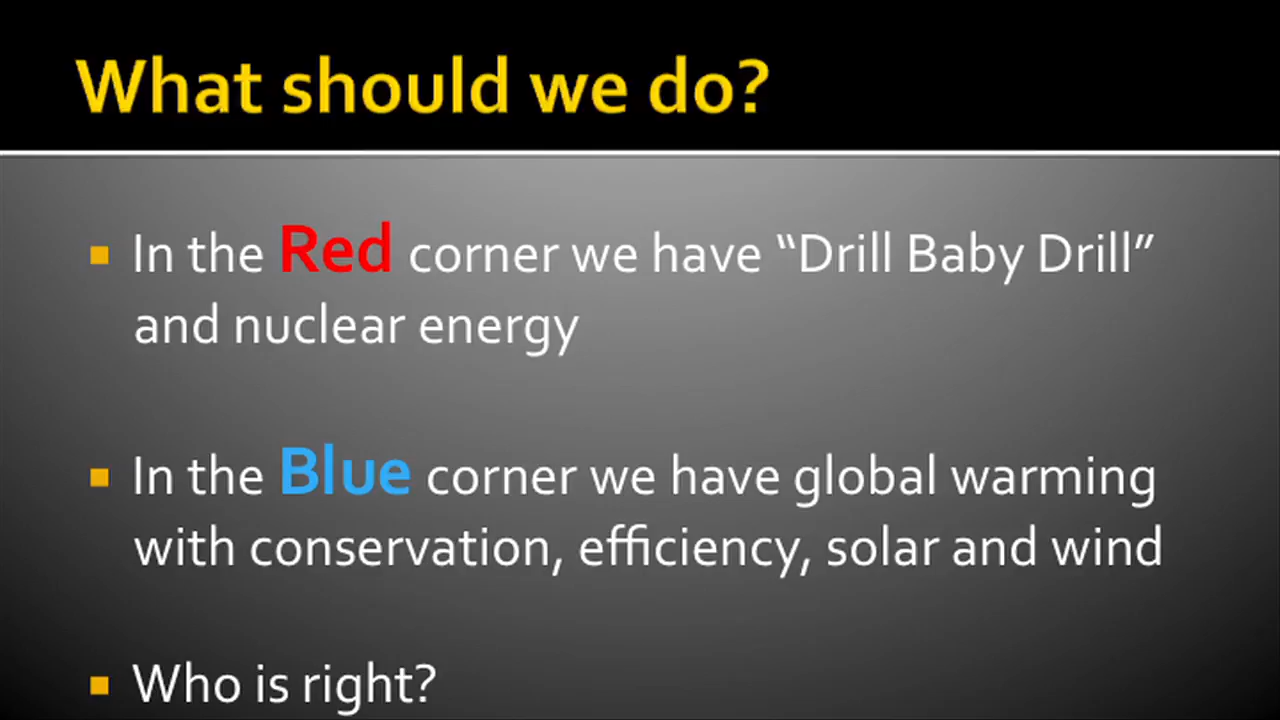 What should we do?
In the Red corner we have “Drill Baby Drill”
and nuclear energy
In the Blue corner we have global warming
with conservation, efficiency, solar and wind
Who is right?